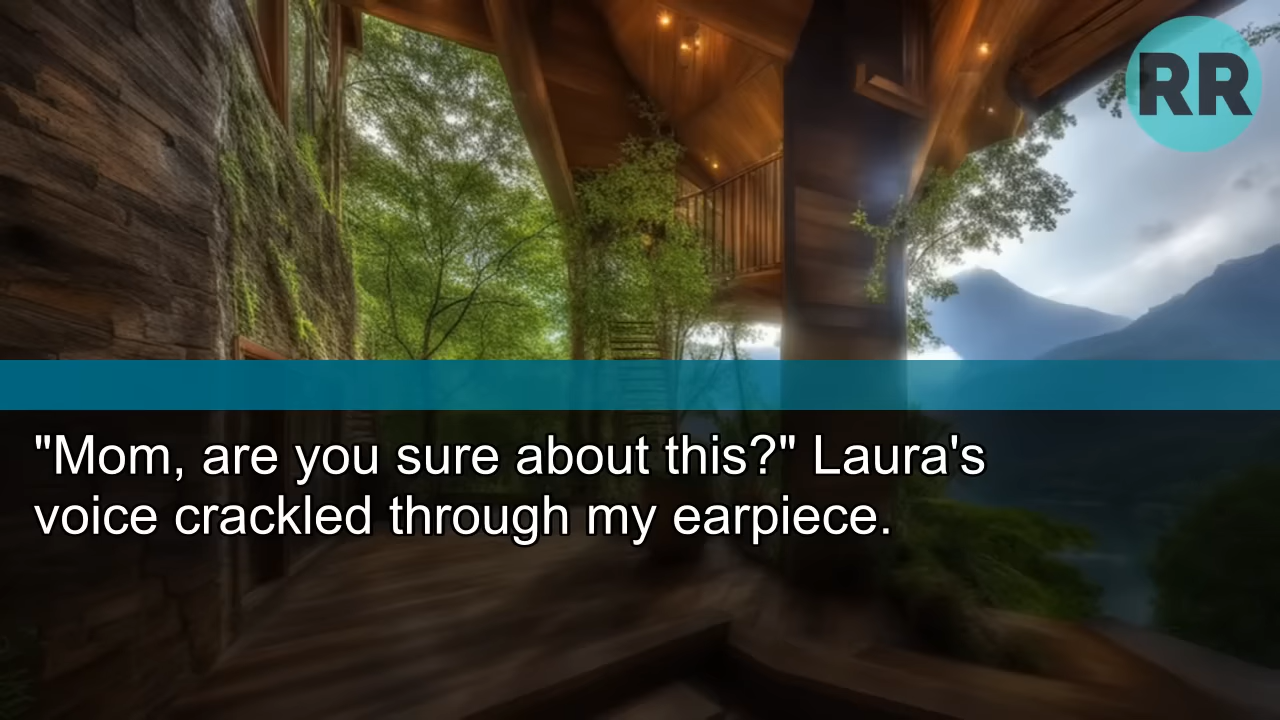 RR
"Mom, are you sure about this?" Laura's
voice crackled through my earpiece.